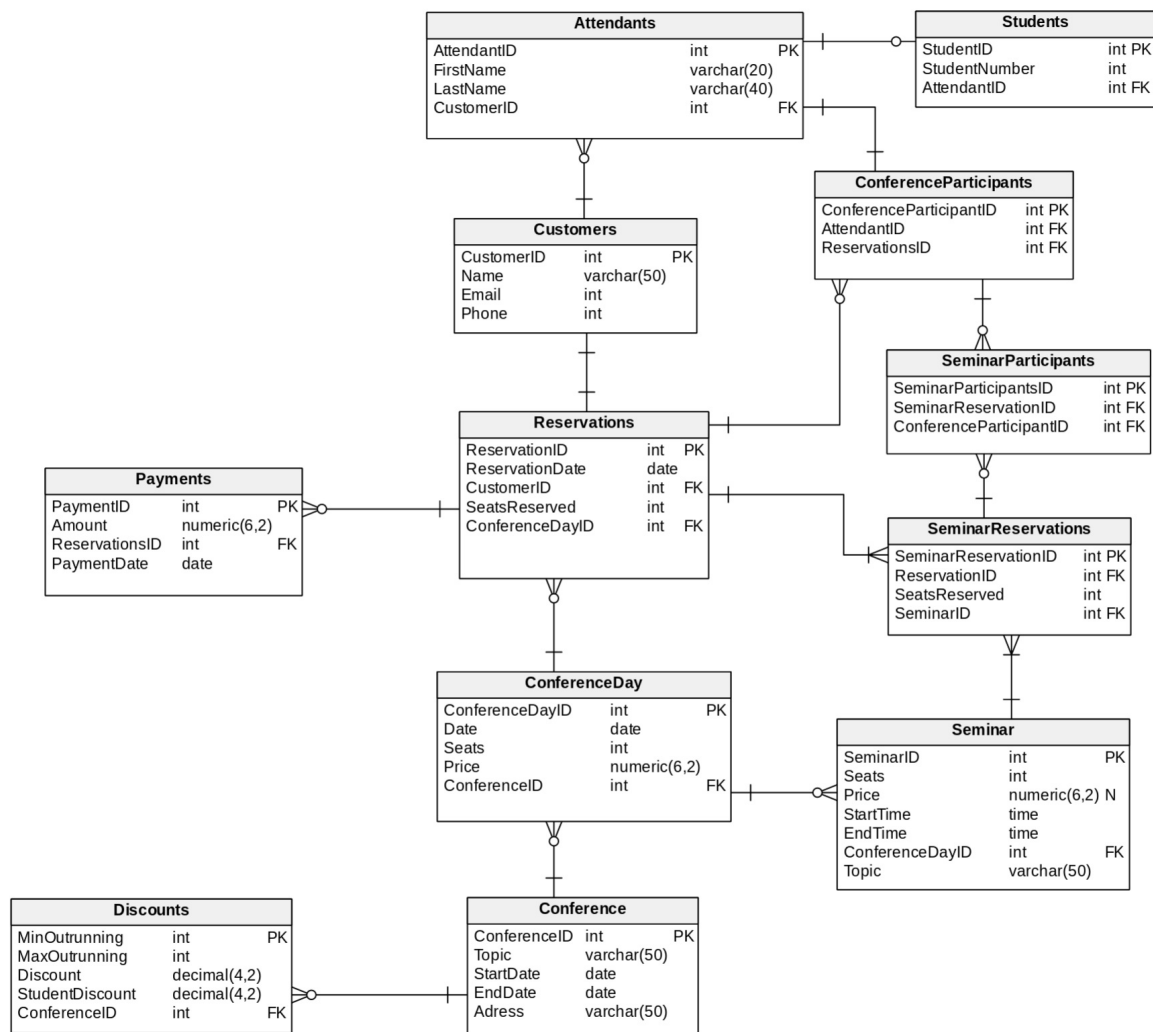 Attendants
AttendantID int PK
FirstName varchar(20)
LastName varchar(40)
CustomerID int FK
Students
StudentID int PK
StudentNumber int
AttendantID int FK
ConferenceParticipants
ConferenceParticipantID int PK
AttendantID int FK
ReservationsID int FK
Customers
CustomerID int PK
Name varchar(50)
Email int
Phone int
SeminarParticipants
SeminarParticipantsID int PK
SeminarReservationID int FK
ConferenceParticipantID int FK
Reservations
ReservationID int PK
ReservationDate date
CustomerID int FK
SeatsReserved int
ConferenceDayID int FK
Payments
PaymentID int PK
Amount numeric(6,2)
ReservationsID int FK
PaymentDate date
SeminarReservations
SeminarReservationID int PK
ReservationID int FK
SeatsReserved int
SeminarID int FK
ConferenceDay
ConferenceDayID int PK
Date date
Seats int
Price numeric(6,2)
ConferenceID int FK
Seminar
SeminarID int PK
Seats int
Price numeric(6,2) N
StartTime time
EndTime time
ConferenceDayID int FK
Topic varchar(50)
Discounts
MinOutrunning int PK
MaxOutrunning int
Discount decimal(4,2)
StudentDiscount decimal(4,2)
ConferenceID int FK
Conference
ConferenceID int PK
Topic varchar(50)
StartDate date
EndDate date
Adress varchar(50)